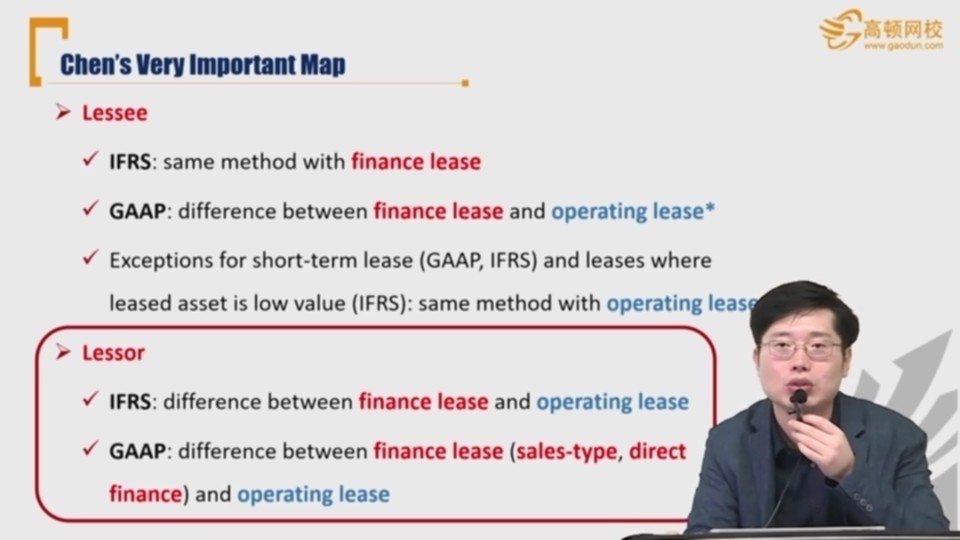 高顿网校
www.gaodun.com
Chen's Very Important Map
Lessee
IFRS: same method with finance lease
GAAP: difference between finance lease and operating lease*
Exceptions for short-term lease (GAAP, IFRS) and leases where
leased asset is low value (IFRS): same method with operating lease
Lessor
IFRS: difference between finance lease and operating lease
GAAP: difference between finance lease (sales-type, direct
finance) and operating lease